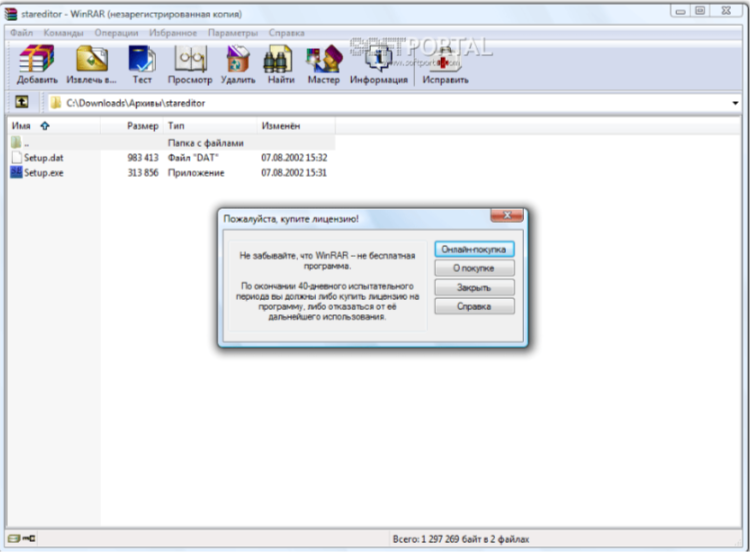 stareditor - WinRAR (незарегистрированная копия)
Файл Команды Операции Избранное Параметры Справка
SOFTPORTAL
www.softportal.com
Добавить Извлечь в... Тест Просмотр Удалить Найти Мастер Информация Исправить
C:\Downloads\Архивы\stareditor
Имя Размер Тип Изменён
.. Папка с файлами
Setup.dat 983 413 Файл "DAT" 07.08.2002 15:32
Setup.exe 313 856 Приложение 07.08.2002 15:31
Пожалуйста, купите лицензию!
Не забывайте, что WinRAR – не бесплатная
программа.
По окончании 40-дневного испытательного
периода вы должны либо купить лицензию на
программу, либо отказаться от её
дальнейшего использования.
Онлайн-покупка
О покупке
Закрыть
Справка
Всего: 1 297 269 байт в 2 файлах